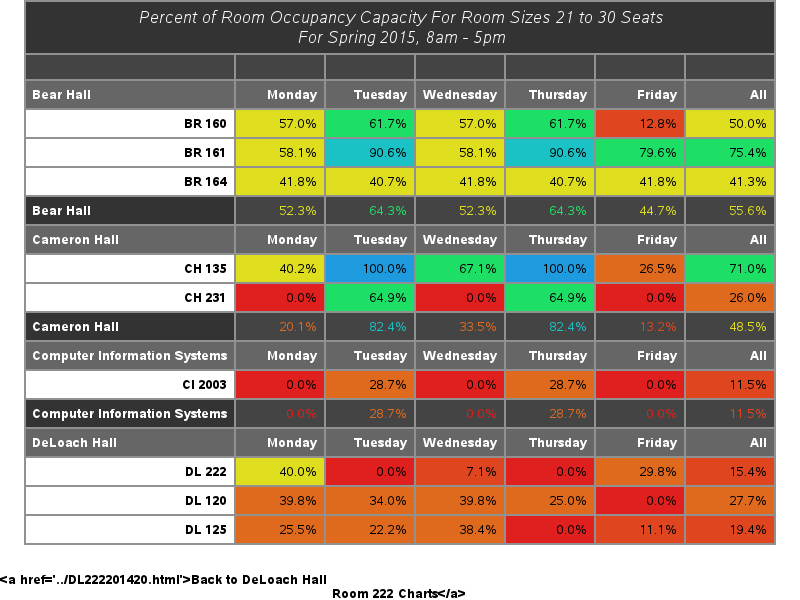 Percent of Room Occupancy Capacity For Room Sizes 21 to 30 Seats
For Spring 2015, 8am - 5pm
Bear Hall Monday Tuesday Wednesday Thursday Friday All
BR 160 57.0% 61.7% 57.0% 61.7% 12.8% 50.0%
BR 161 58.1% 90.6% 58.1% 90.6% 79.6% 75.4%
BR 164 41.8% 40.7% 41.8% 40.7% 41.8% 41.3%
Bear Hall 52.3% 64.3% 52.3% 64.3% 44.7% 55.6%
Cameron Hall Monday Tuesday Wednesday Thursday Friday All
CH 135 40.2% 100.0% 67.1% 100.0% 26.5% 71.0%
CH 231 0.0% 64.9% 0.0% 64.9% 0.0% 26.0%
Cameron Hall 20.1% 82.4% 33.5% 82.4% 13.2% 48.5%
Computer Information Systems Monday Tuesday Wednesday Thursday Friday All
CI 2003 0.0% 28.7% 0.0% 28.7% 0.0% 11.5%
Computer Information Systems 0.0% 28.7% 0.0% 28.7% 0.0% 11.5%
DeLoach Hall Monday Tuesday Wednesday Thursday Friday All
DL 222 40.0% 0.0% 7.1% 0.0% 29.8% 15.4%
DL 120 39.8% 34.0% 39.8% 25.0% 0.0% 27.7%
DL 125 25.5% 22.2% 38.4% 0.0% 11.1% 19.4%
<a href='../DL222201420.html'>Back to DeLoach Hall
Room 222 Charts</a>